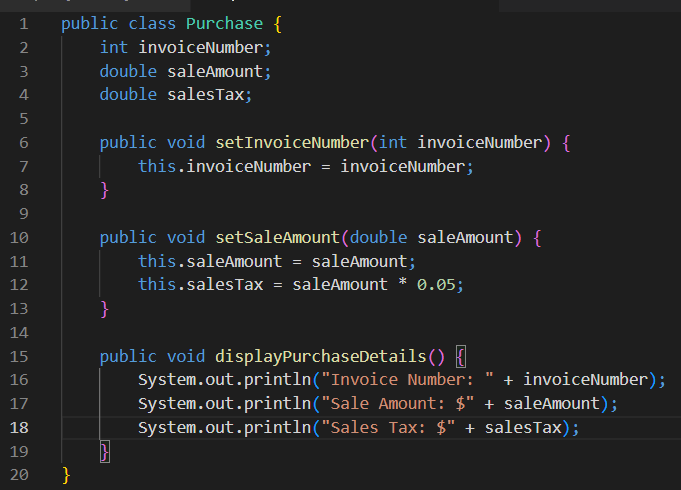 1 public class Purchase {
2 int invoiceNumber;
3 double saleAmount;
4 double salesTax;
5
6 public void setInvoiceNumber(int invoiceNumber) {
7 this.invoiceNumber = invoiceNumber;
8 }
9
10 public void setSaleAmount(double saleAmount) {
11 this.saleAmount = saleAmount;
12 this.salesTax = saleAmount * 0.05;
13 }
14
15 public void displayPurchaseDetails() {
16 System.out.println("Invoice Number: " + invoiceNumber);
17 System.out.println("Sale Amount: $" + saleAmount);
18 System.out.println("Sales Tax: $" + salesTax);
19 }
20 }